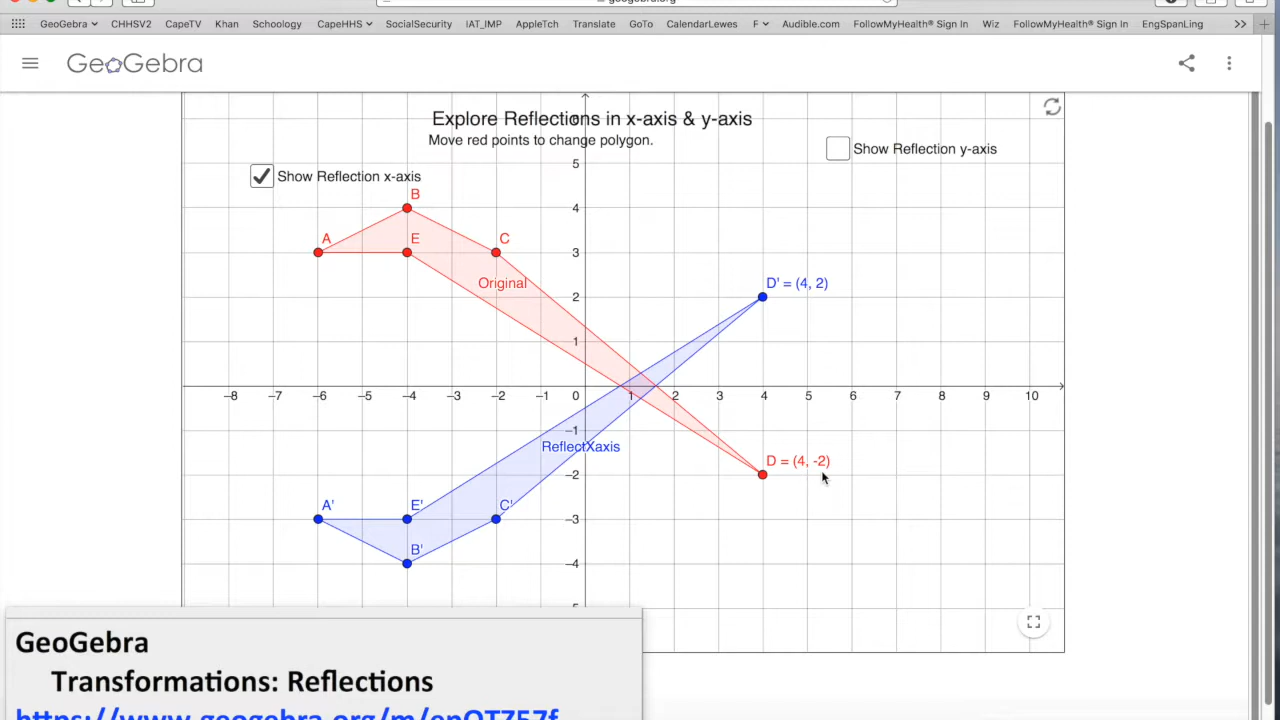 GeoGebra CHHSV2 CapeTV Khan Schoology CapeHHS SocialSecurity IAT_IMP AppleTch Translate GoTo CalendarLewes F Audible.com FollowMyHealth® Sign In Wiz FollowMyHealth® Sign In EngSpanLing
GeoGebra
Explore Reflections in x-axis & y-axis
Move red points to change polygon.
Show Reflection y-axis
Show Reflection x-axis
5
B
4
A
E
C
3
Original
D' = (4, 2)
2
1
−8 −7 −6 −5 −4 −3 −2 −1 0 1 2 3 4 5 6 7 8 9 10
−1
ReflectXaxis
D = (4, -2)
−2
A'
E'
C'
−3
B'
−4
GeoGebra
Transformations: Reflections